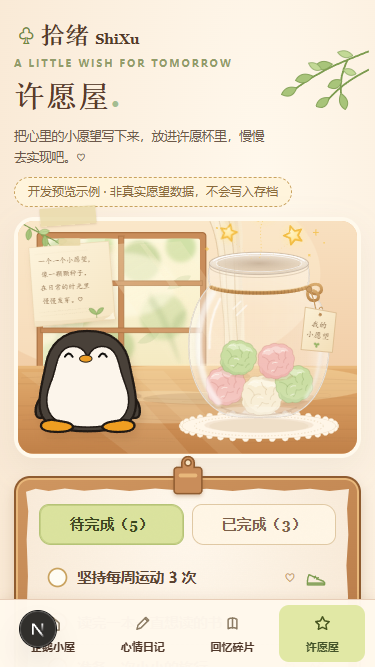 拾绪 ShiXu
A LITTLE WISH FOR TOMORROW
许愿屋.
把心里的小愿望写下来，放进许愿杯里，慢慢
去实现吧。♡
开发预览示例 · 非真实愿望数据，不会写入存档
一个一个小愿望，
像一颗颗种子，
在日常的时光里
慢慢发芽。♡
我的
小愿望
待完成（5）
已完成（3）
坚持每周运动 3 次
N
企鹅小屋
心情日记
回忆碎片
许愿屋